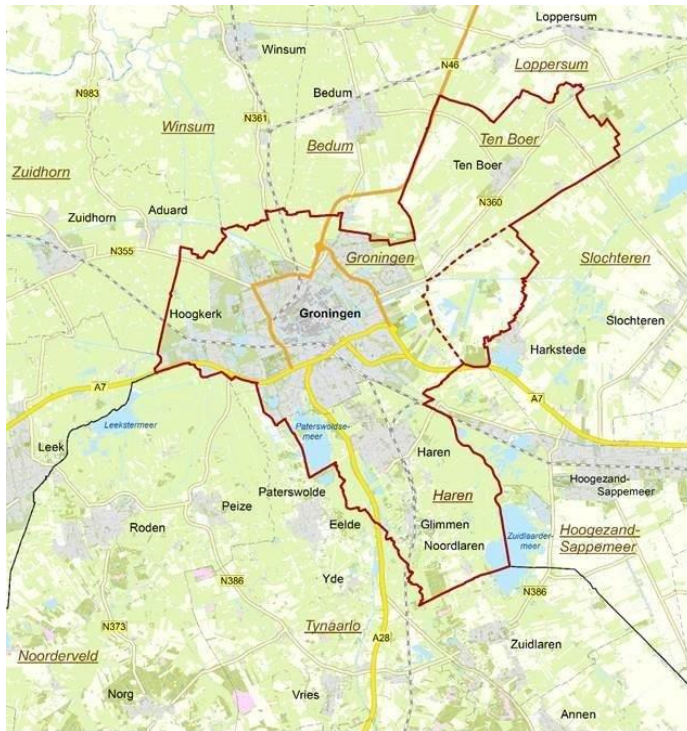 Loppersum
Winsum
N46
Loppersum
N983
Bedum
N361
Winsum
Bedum
Ten Boer
Ten Boer
Zuidhorn
Aduard
Zuidhorn
N360
N355
Groningen
Slochteren
Hoogkerk
Groningen
Slochteren
Harkstede
A7
A7
Leekstermeer
Paterswoldse-
meer
Leek
Haren
Hoogezand-
Sappemeer
Paterswolde
Haren
Peize
Roden
Eelde
Glimmen
Noordlaren
Zuidlaarder-
meer
Hoogezand-
Sappemeer
Yde
N386
N386
N373
Tynaarlo
A28
Zuidlaren
Noorderveld
Norg
Vries
Annen